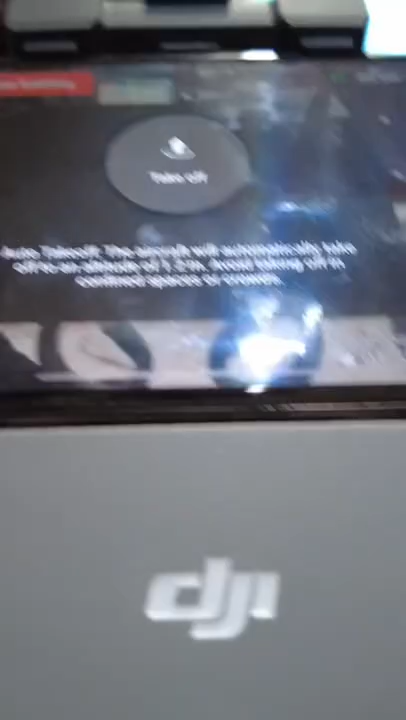 Take off
Auto Takeoff: The aircraft will automatically take
off to an altitude of 1.2 m. Avoid taking off in
confined spaces or crowds.
dji